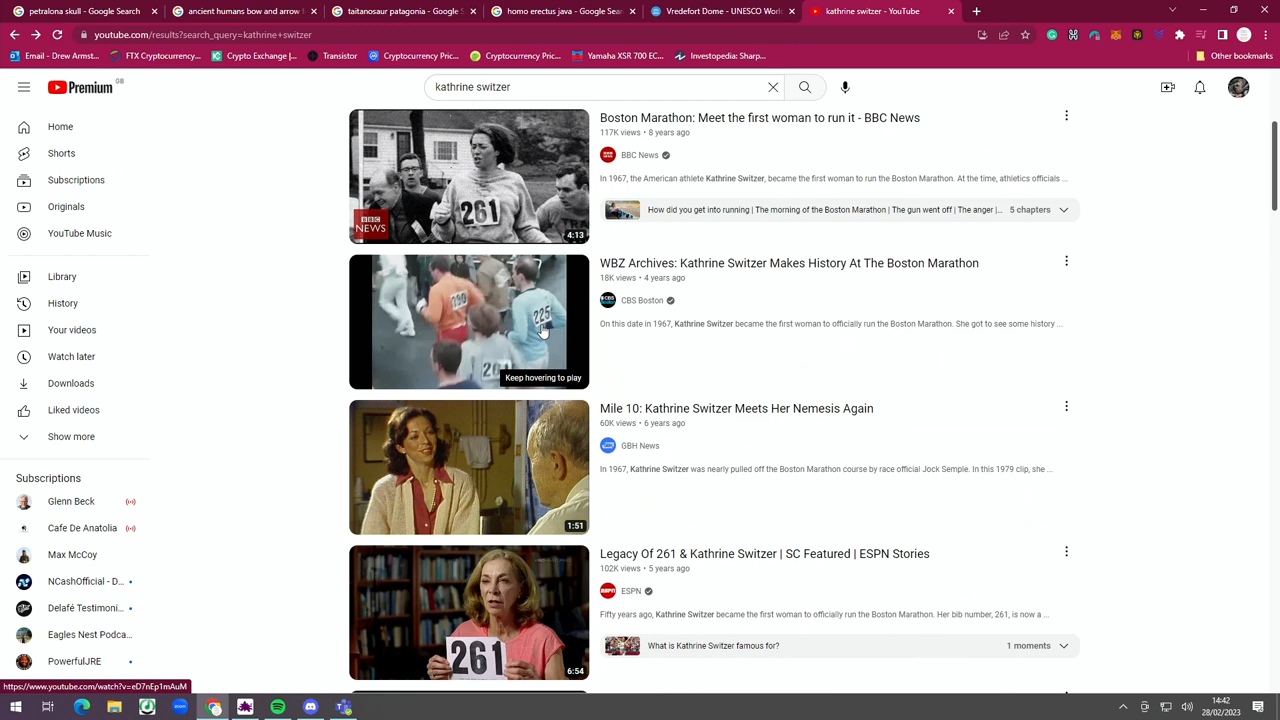 petralona skull - Google Search
ancient humans bow and arrow
tatanasomatan petagonia skull
honja grecja - Google Sea
Vredefort Dome - Wikipedia
kathrine switzer
youtube.com/results?search_query=kathrine+switzer
Email - Drew Armst...
FTX Cryptocurrency...
Crypto Exchange |...
Transistor
Cryptocurrency Pric...
Cryptocurrency Pric...
Yamaha XSR 700 EC...
Investopedia: Sharp...
Other bookmarks
Premium GB
kathrine switzer
Home
Shorts
Subscriptions
Originals
YouTube Music
Library
History
Your videos
Watch later
Downloads
Liked videos
Show more
Subscriptions
Glenn Beck
Cafe De Anatolia
Max McCoy
NCashOfficial - D...
Delafé Testimoni...
Eagles Nest Podca...
PowerfulJRE
261
BBC
NEWS
4:13
Boston Marathon: Meet the first woman to run it - BBC News
117K views • 8 years ago
BBC News
In 1967, the American athlete Kathrine Switzer, became the first woman to run the Boston Marathon. At the time, athletics officials ...
How did you get into running | The morning of the Boston Marathon | The gun went off | The anger |... 5 chapters
225
Keep hovering to play
WBZ Archives: Kathrine Switzer Makes History At The Boston Marathon
18K views • 4 years ago
CBS Boston
On this date in 1967, Kathrine Switzer became the first woman to officially run the Boston Marathon. She got to see some history ...
1:51
Mile 10: Kathrine Switzer Meets Her Nemesis Again
60K views • 6 years ago
GBH News
In 1967, Kathrine Switzer was nearly pulled off the Boston Marathon course by race official Jock Semple. In this 1979 clip, she ...
261
6:54
Legacy Of 261 & Kathrine Switzer | SC Featured | ESPN Stories
102K views • 5 years ago
ESPN
Fifty years ago, Kathrine Switzer became the first woman to officially run the Boston Marathon. Her bib number, 261, is now a ...
What is Kathrine Switzer famous for? 1 moments
https://www.youtube.com/watch?v=eD7nEp1mAuM
14:42
28/02/2023